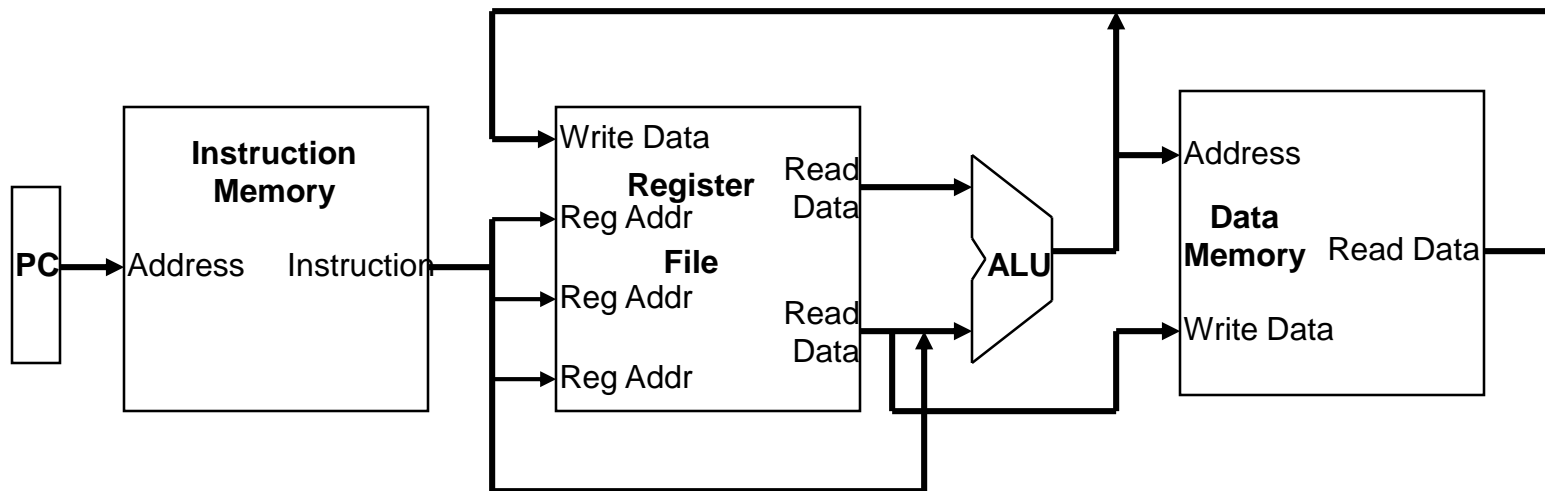 PC
Instruction
Memory
Address
Instruction
Write Data
Register
File
Reg Addr
Reg Addr
Reg Addr
Read
Data
Read
Data
ALU
Address
Data
Memory
Read Data
Write Data